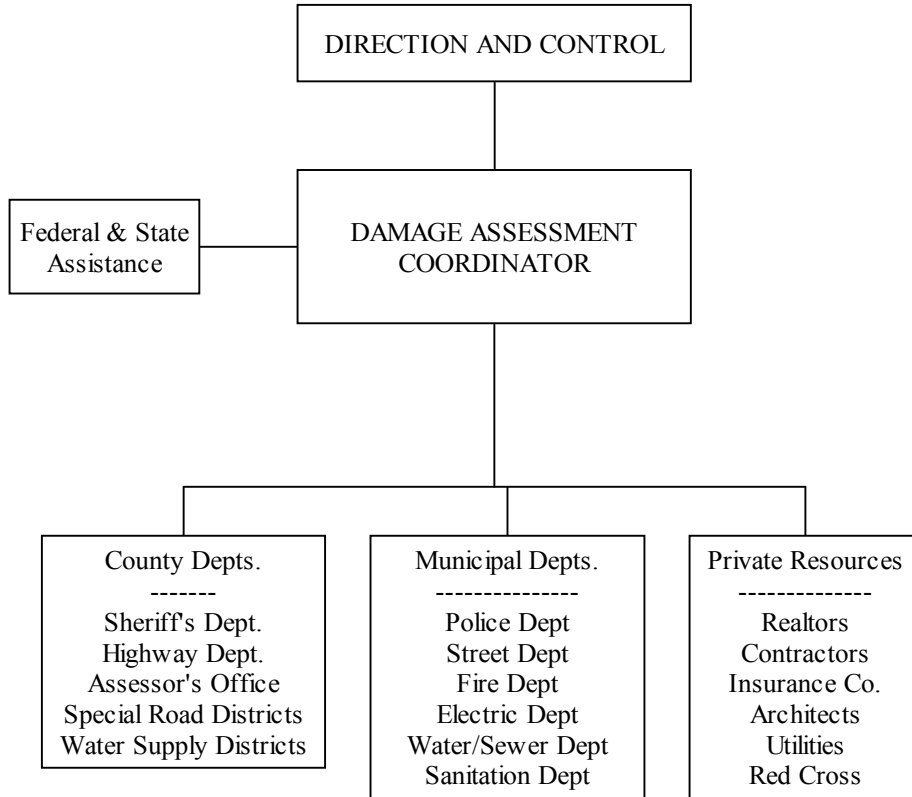 DIRECTION AND CONTROL
Federal & State
Assistance
DAMAGE ASSESSMENT
COORDINATOR
County Depts.
-------
Sheriff's Dept.
Highway Dept.
Assessor's Office
Special Road Districts
Water Supply Districts
Municipal Depts.
---------------
Police Dept
Street Dept
Fire Dept
Electric Dept
Water/Sewer Dept
Sanitation Dept
Private Resources
--------------
Realtors
Contractors
Insurance Co.
Architects
Utilities
Red Cross